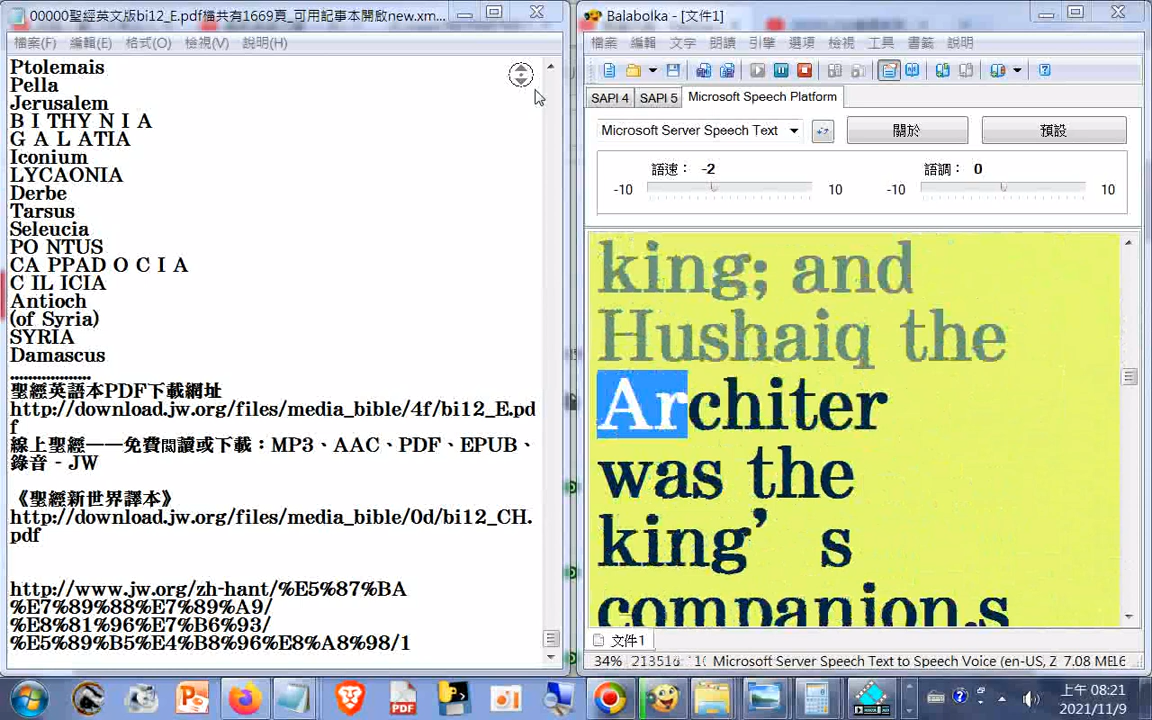 00000聖經英文版bi12_E.pdf檔共有1669頁_可用記事本開啟new.xm...
檔案(F) 編輯(E) 格式(O) 檢視(V) 說明(H)
Ptolemais
Pella
Jerusalem
B I THY N I A
G A L ATIA
Iconium
LYCAONIA
Derbe
Tarsus
Seleucia
PO NTUS
CA PPAD O C I A
C IL ICIA
Antioch
(of Syria)
SYRIA
Damascus
..................
聖經英語本PDF下載網址
http://download.jw.org/files/media_bible/4f/bi12_E.pd
f
線上聖經──免費閱讀或下載：MP3、AAC、PDF、EPUB、
錄音 - JW
《聖經新世界譯本》
http://download.jw.org/files/media_bible/0d/bi12_CH.
pdf
http://www.jw.org/zh-hant/%E5%87%BA
%E7%89%88%E7%89%A9/
%E8%81%96%E7%B6%93/
%E5%89%B5%E4%B8%96%E8%A8%98/1
Balabolka - [文件1]
檔案 編輯 文字 朗讀 引擎 選項 檢視 工具 書籤 說明
SAPI 4 SAPI 5 Microsoft Speech Platform
Microsoft Server Speech Text 關於 預設
語速： -2 語調： 0
-10 10 -10 10
king; and
Hushaiq the
Architer
was the
king’ s
companion.s
文件1
34% Microsoft Server Speech Text to Speech Voice (en-US, Z 7.08 МБ
上午 08:21
2021/11/9